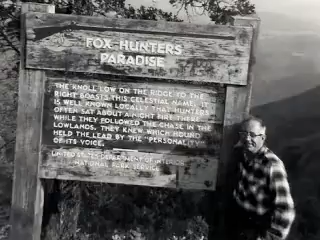 FOX HUNTERS
PARADISE
THE KNOLL LOW ON THE RIDGE TO THE
RIGHT BOASTS THIS CELESTIAL NAME. IT
IS WELL KNOWN LOCALLY THAT HUNTERS
OFTEN SAT ABOUT A NIGHT FIRE THERE
WHILE THEY FOLLOWED THE CHASE IN THE
LOWLANDS. THEY KNEW WHICH HOUND
HELD THE LEAD BY THE "PERSONALITY"
OF ITS VOICE.
UNITED STATES DEPARTMENT OF INTERIOR
NATIONAL PARK SERVICE